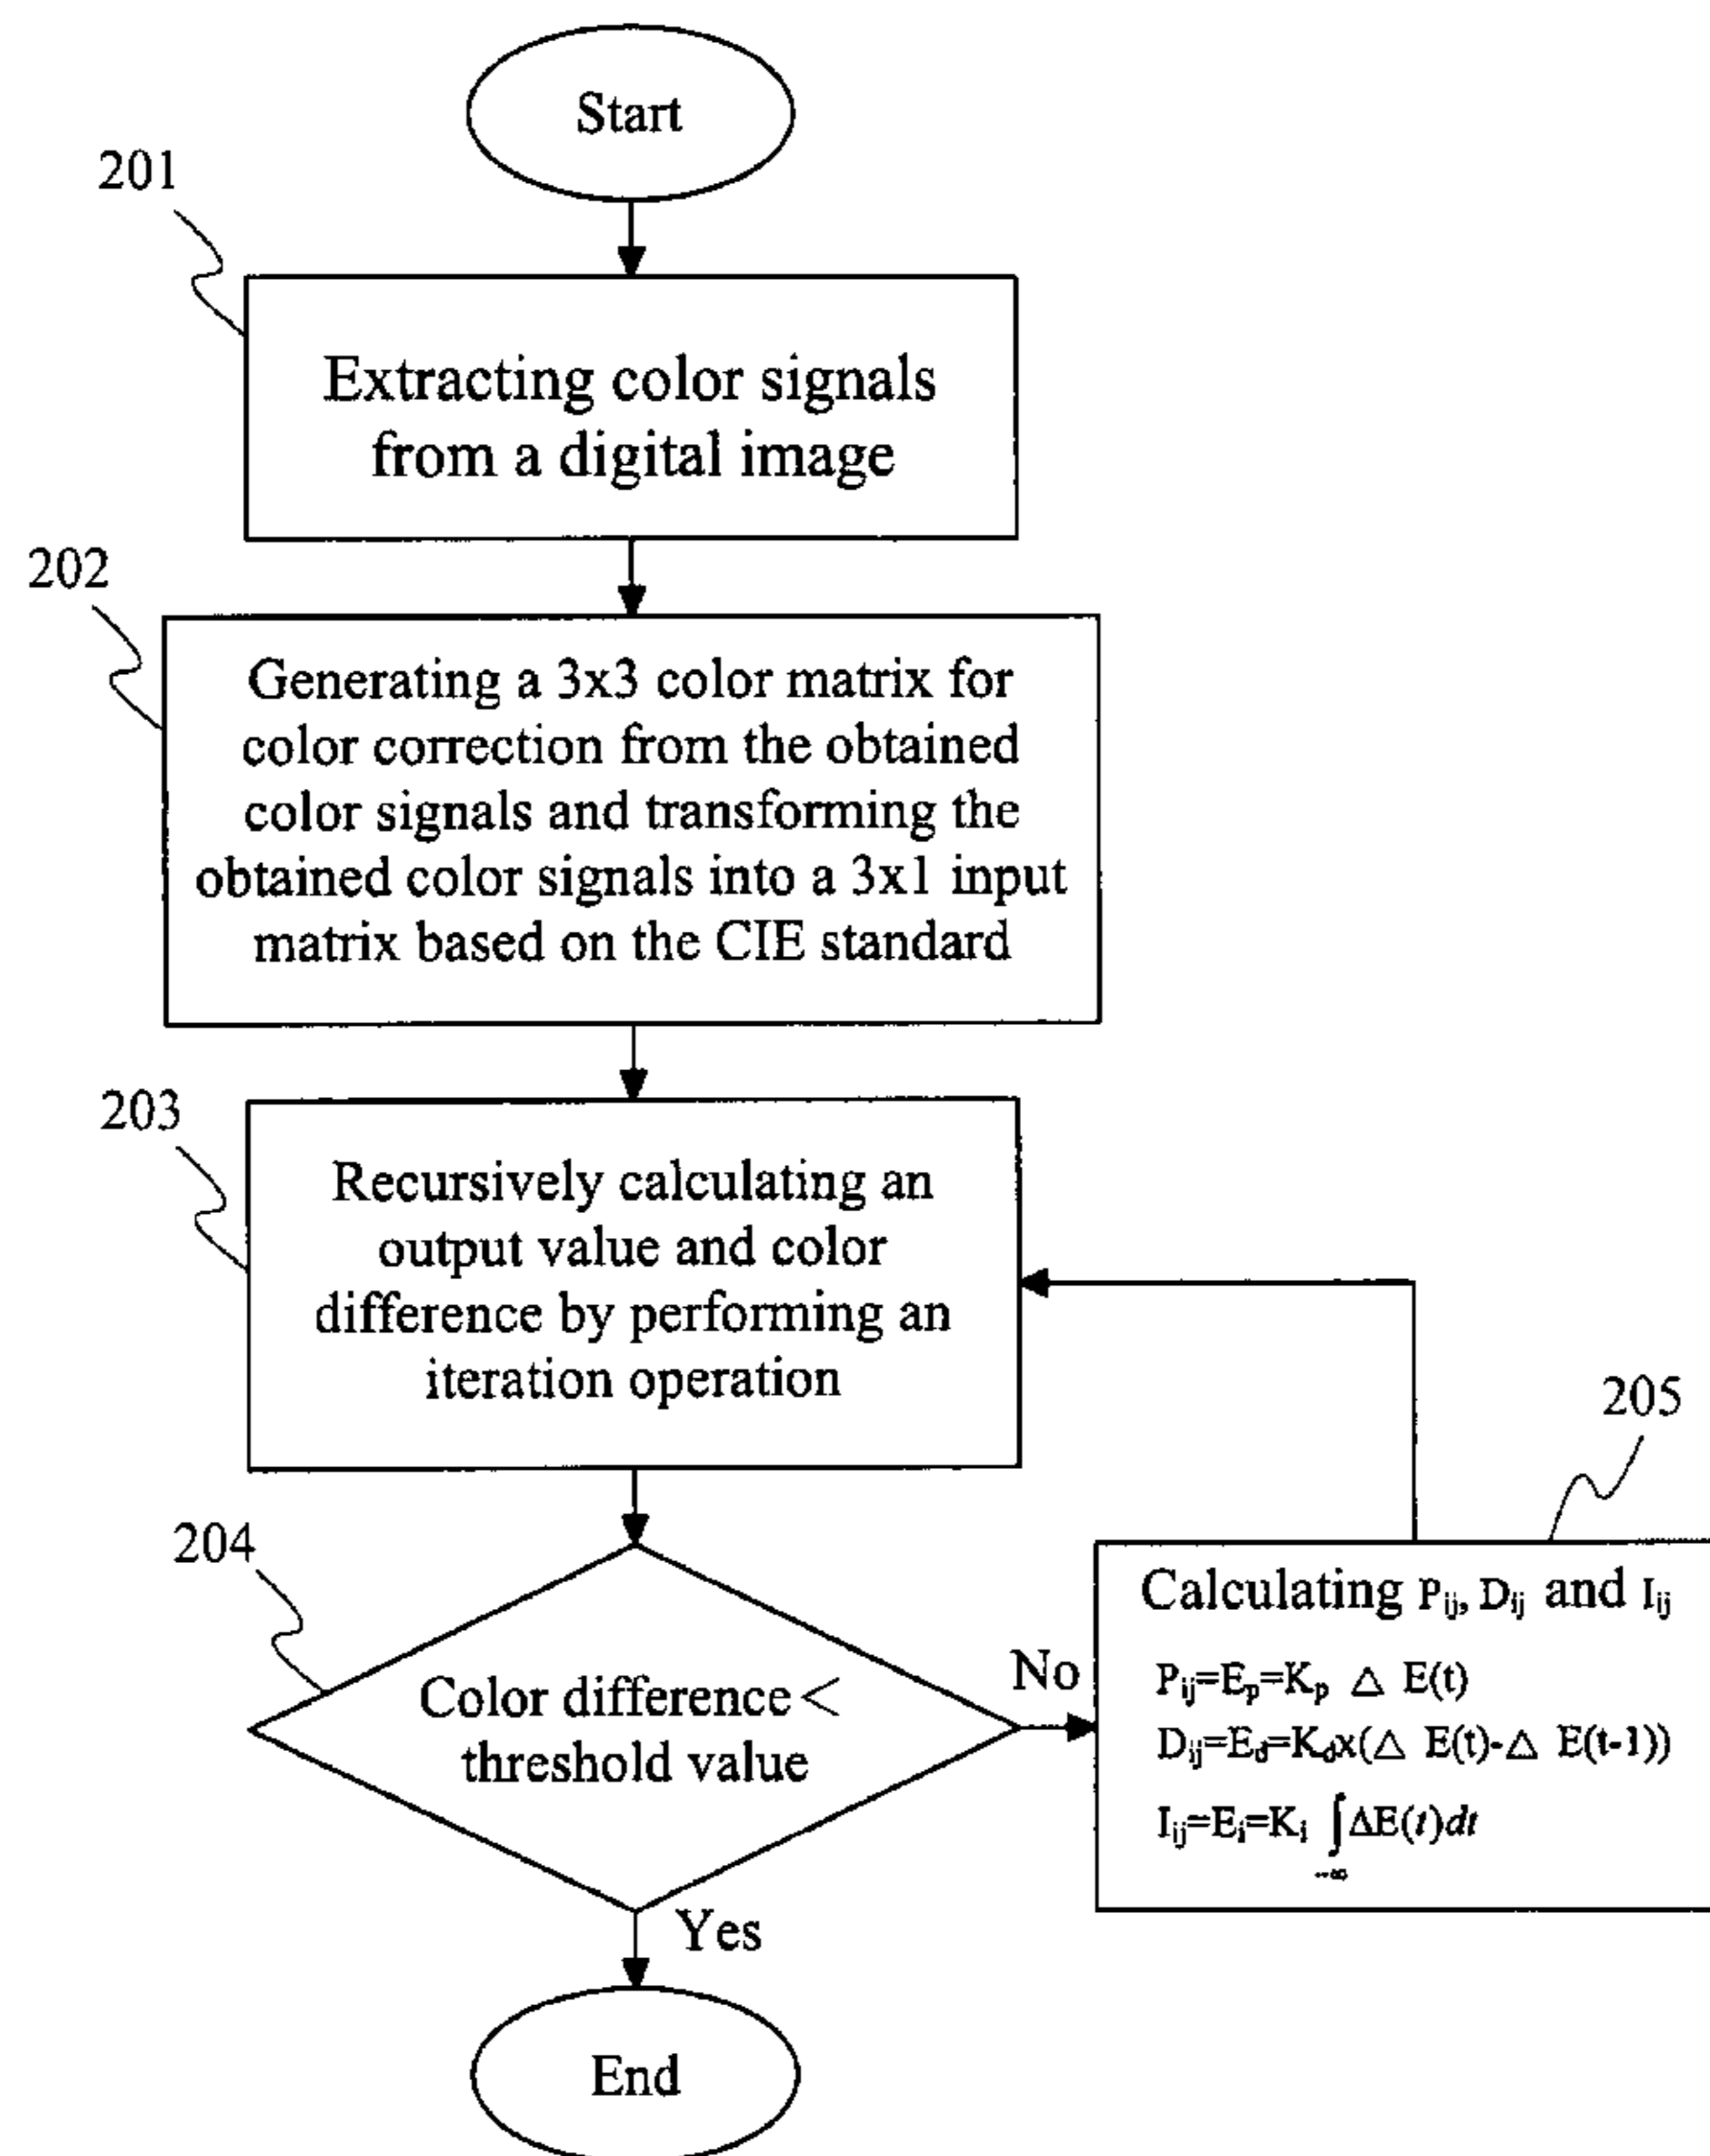 Start
201
Extracting color signals
from a digital image
202
Generating a 3x3 color matrix for
color correction from the obtained
color signals and transforming the
obtained color signals into a 3x1 input
matrix based on the CIE standard
203
Recursively calculating an
output value and color
difference by performing an
iteration operation
204
Color difference <
threshold value
No
205
Calculating Pij, Dij and Iij
Pij=Ep=Kp △ E(t)
Dij=Ed=Kdx(△ E(t)-△ E(t-1))
Iij=Ei=Ki ∫ΔE(t)dt
-∞
Yes
End